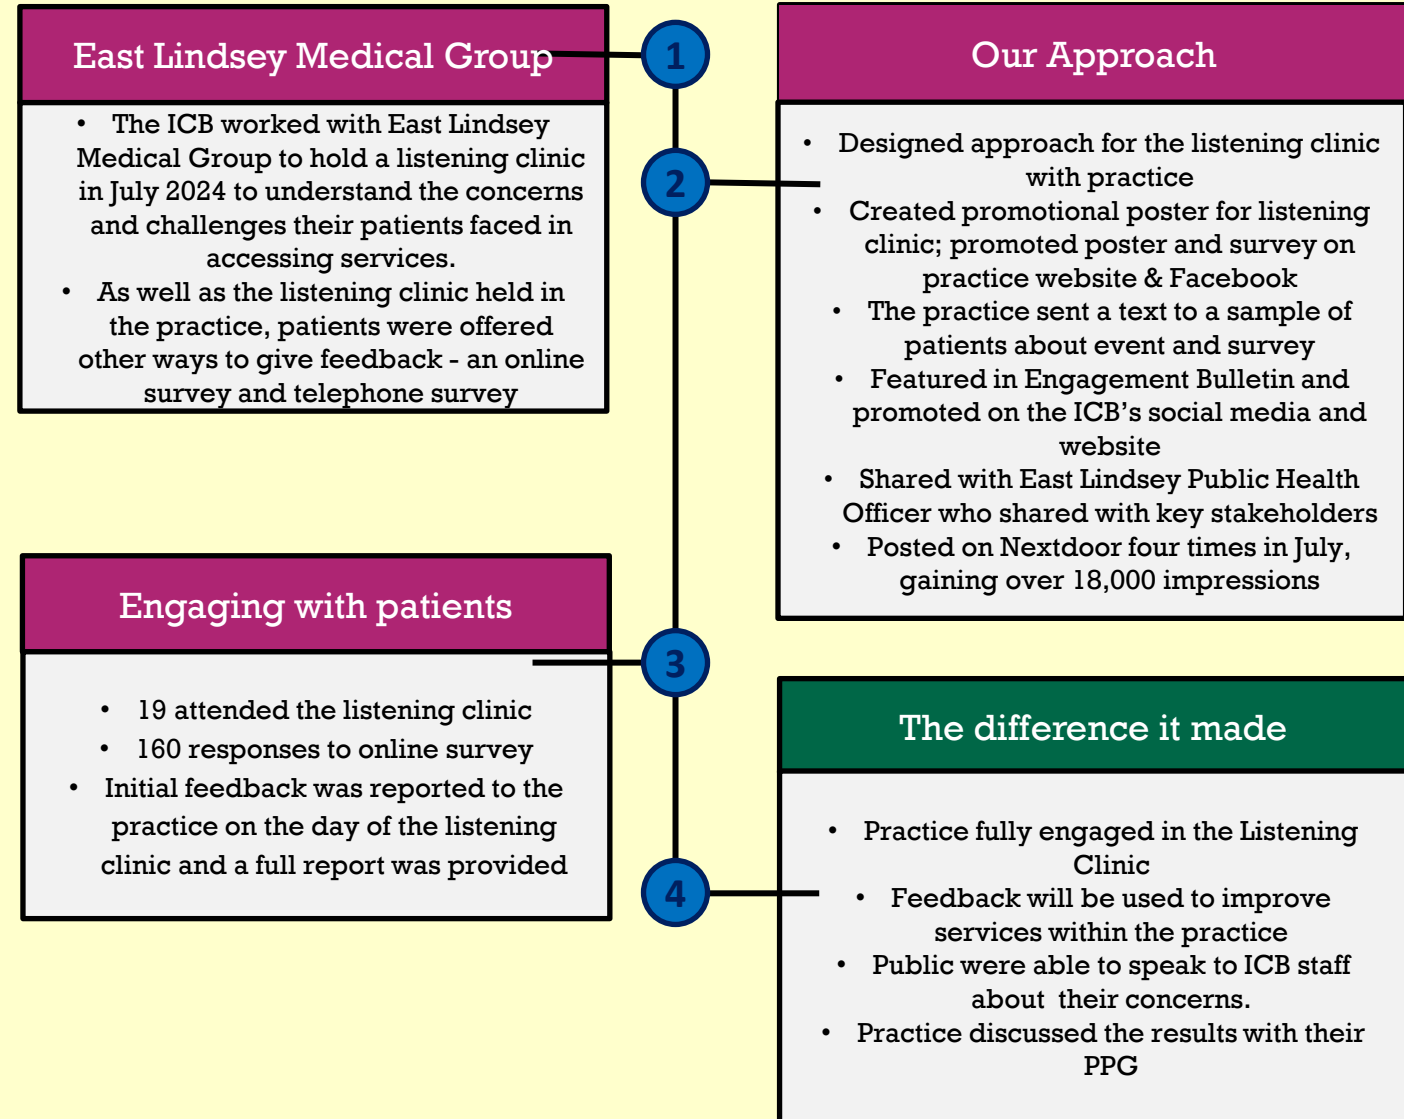 East Lindsey Medical Group
1
• The ICB worked with East Lindsey
Medical Group to hold a listening clinic
in July 2024 to understand the concerns
and challenges their patients faced in
accessing services.
• As well as the listening clinic held in
the practice, patients were offered
other ways to give feedback - an online
survey and telephone survey
Our Approach
2
• Designed approach for the listening clinic
with practice
• Created promotional poster for listening
clinic; promoted poster and survey on
practice website & Facebook
• The practice sent a text to a sample of
patients about event and survey
• Featured in Engagement Bulletin and
promoted on the ICB's social media and
website
• Shared with East Lindsey Public Health
Officer who shared with key stakeholders
• Posted on Nextdoor four times in July,
gaining over 18,000 impressions
Engaging with patients
3
• 19 attended the listening clinic
• 160 responses to online survey
• Initial feedback was reported to the
practice on the day of the listening
clinic and a full report was provided
The difference it made
4
• Practice fully engaged in the Listening
Clinic
• Feedback will be used to improve
services within the practice
• Public were able to speak to ICB staff
about  their concerns.
• Practice discussed the results with their
PPG